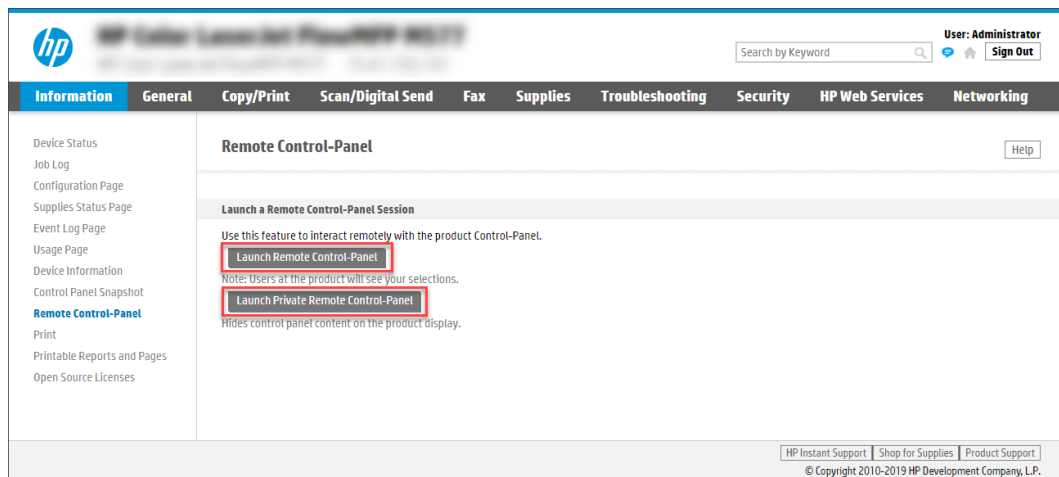 hp
User: Administrator
Search by Keyword
Sign Out
Information General Copy/Print Scan/Digital Send Fax Supplies Troubleshooting Security HP Web Services Networking
Device Status
Job Log
Configuration Page
Supplies Status Page
Event Log Page
Usage Page
Device Information
Control Panel Snapshot
Remote Control-Panel
Print
Printable Reports and Pages
Open Source Licenses
Remote Control-Panel
Help
Launch a Remote Control-Panel Session
Use this feature to interact remotely with the product Control-Panel.
Launch Remote Control-Panel
Note: Users at the product will see your selections.
Launch Private Remote Control-Panel
Hides control panel content on the product display.
HP Instant Support Shop for Supplies Product Support
© Copyright 2010-2019 HP Development Company, L.P.